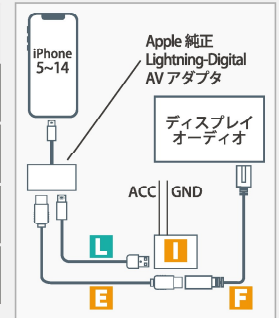 iPhone
5~14
Apple 純正
Lightning-Digital
AV アダプタ
ディスプレイ
オーディオ
ACC GND
L
I
E
F